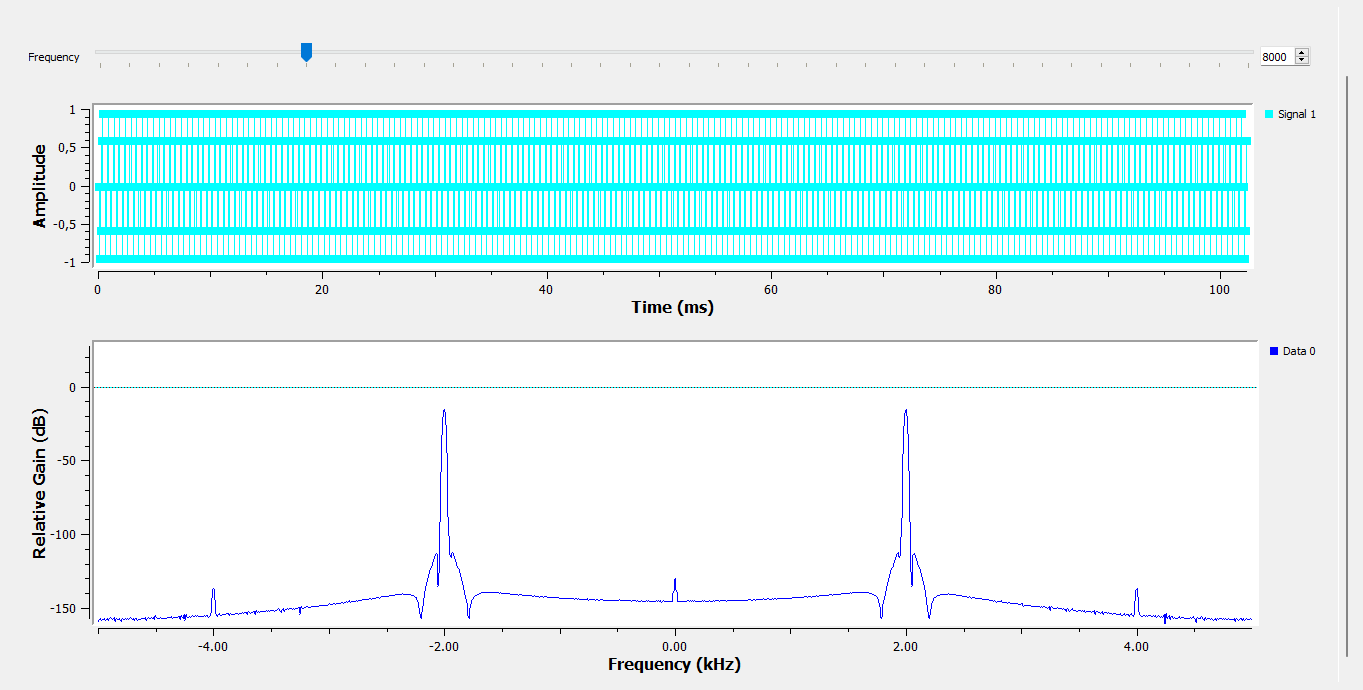 Frequency
8000
Amplitude
1
0,5
0
-0,5
-1
Signal 1
0 20 40 60 80 100
Time (ms)
Relative Gain (dB)
0
-50
-100
-150
Data 0
-4.00 -2.00 0.00 2.00 4.00
Frequency (kHz)